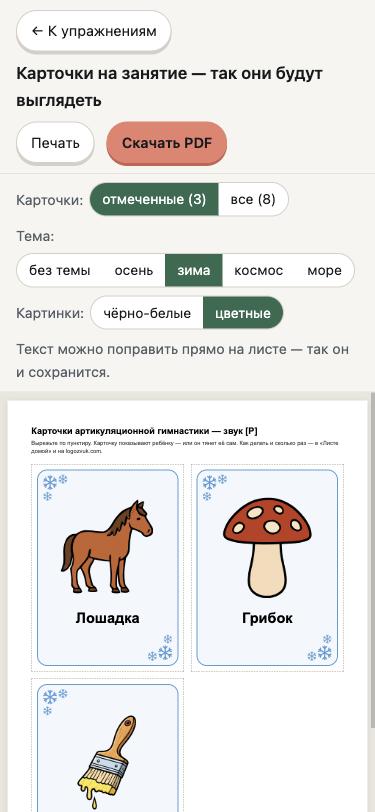 ← К упражнениям
Карточки на занятие — так они будут
выглядеть
Печать Скачать PDF
Карточки: отмеченные (3) все (8)
Тема:
без темы осень зима космос море
Картинки: чёрно-белые цветные
Текст можно поправить прямо на листе — так он
и сохранится.
Карточки артикуляционной гимнастики — звук [Р]
Вырежьте по пунктиру. Карточку показывают ребёнку — или он тянет её сам. Как делать и сколько раз — в «Листе
домой» и на logozvuk.com.
Лошадка Грибок